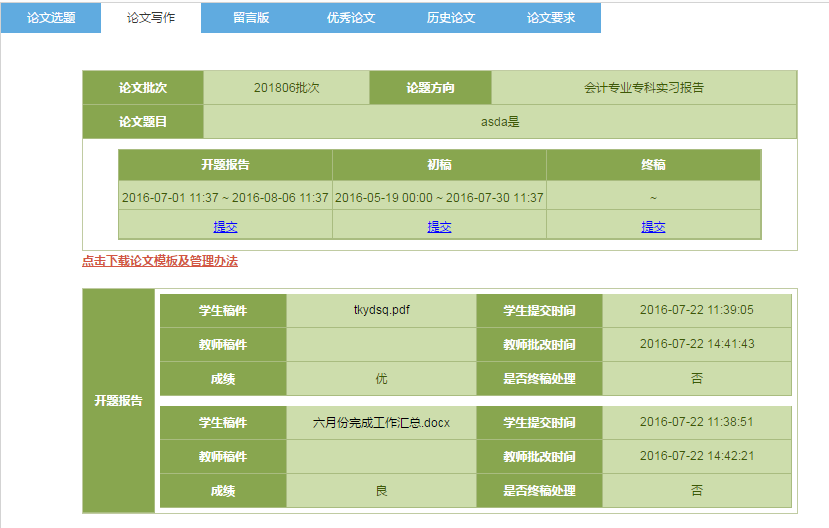 论文选题 论文写作 留言版 优秀论文 历史论文 论文要求
论文批次 201806批次 论题方向 会计专业专科实习报告
论文题目 asda是
开题报告 初稿 终稿
2016-07-01 11:37 ~ 2016-08-06 11:37 2016-05-19 00:00 ~ 2016-07-30 11:37 ~
提交 提交 提交
点击下载论文模板及管理办法
学生稿件 tkydsq.pdf 学生提交时间 2016-07-22 11:39:05
教师稿件 教师批改时间 2016-07-22 14:41:43
成绩 优 是否终稿处理 否
开题报告
学生稿件 六月份完成工作汇总.docx 学生提交时间 2016-07-22 11:38:51
教师稿件 教师批改时间 2016-07-22 14:42:21
成绩 良 是否终稿处理 否